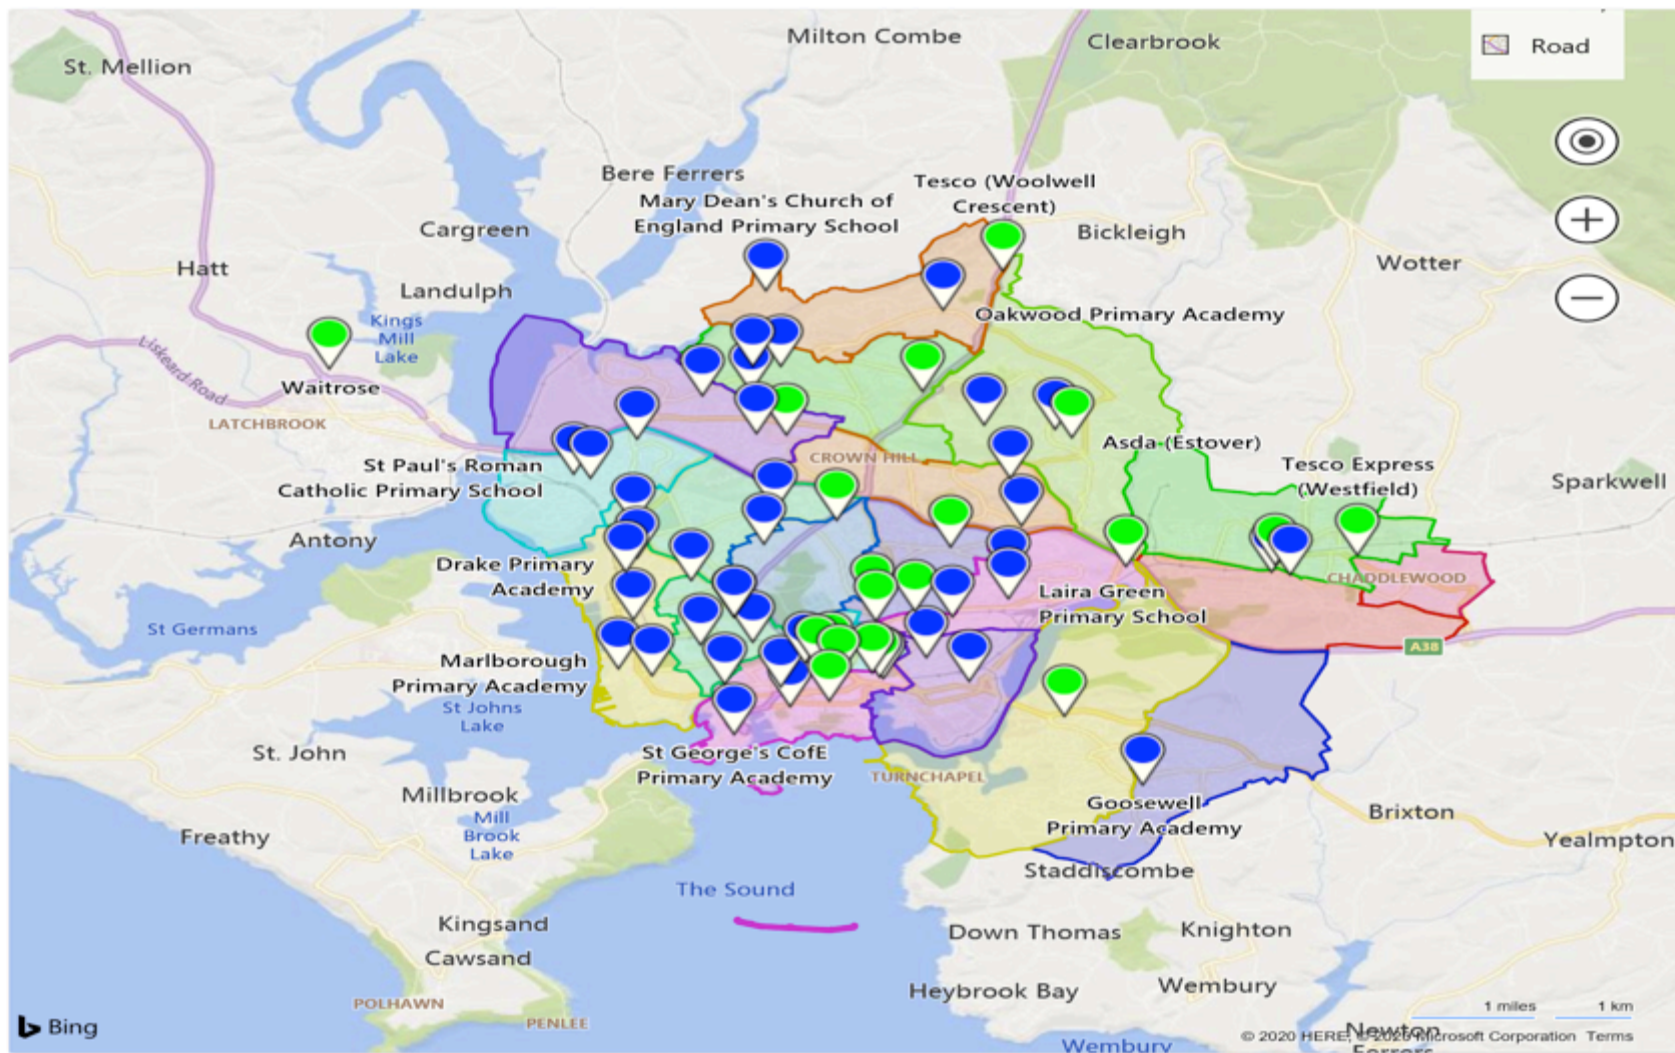 Milton Combe
Clearbrook
Road
St. Mellion
Bere Ferrers
Mary Dean's Church of
England Primary School
Tesco (Woolwell
Crescent)
Cargreen
Bickleigh
Hatt
Wotter
Landulph
Kings
Mill
Lake
Oakwood Primary Academy
Liskeard Road
Waitrose
LATCHBROOK
CROWN HILL
Asda (Estover)
St Paul's Roman
Catholic Primary School
Tesco Express
(Westfield)
Sparkwell
Antony
Drake Primary
Academy
CHADDLEWOOD
Laira Green
Primary School
St Germans
A38
Marlborough
Primary Academy
St Johns
Lake
St. John
St George's CofE
Primary Academy
TURNCHAPEL
Millbrook
Mill
Brook
Lake
Goosewell
Primary Academy
Brixton
Freathy
Yealmpton
Staddiscombe
The Sound
Kingsand
Down Thomas
Knighton
Cawsand
Heybrook Bay
Wembury
POLHAWN
PENLEE
1 miles
1 km
Bing
© 2020 HERE, © 2020 Microsoft Corporation Terms
Newton
Ferrers
Wembury